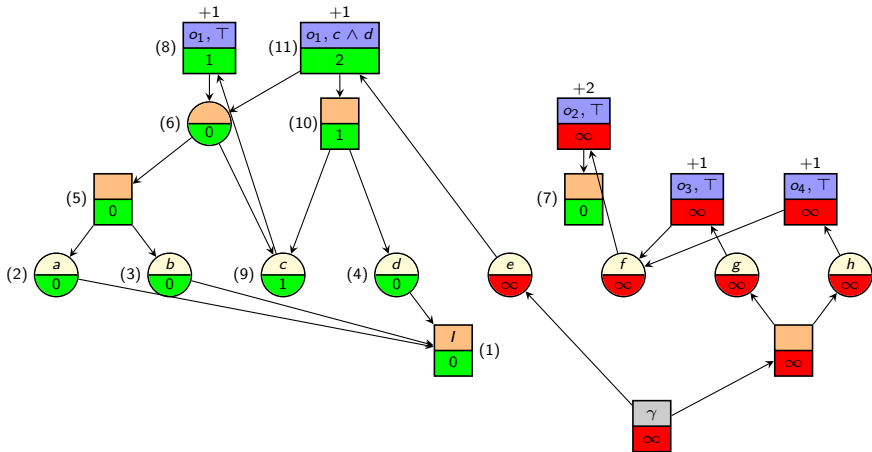 +1 +1
(8) o₁, ⊤ (11) o₁, c ∧ d
1 2
+2
(6) 0 (10) 1 o₂, ⊤
∞
+1 +1
(5) 0 (7) 0 o₃, ⊤ o₄, ⊤
∞ ∞
(2) a (3) b (9) c (4) d e f g h
0 0 1 0 ∞ ∞ ∞ ∞
I (1)
0 ∞
γ
∞